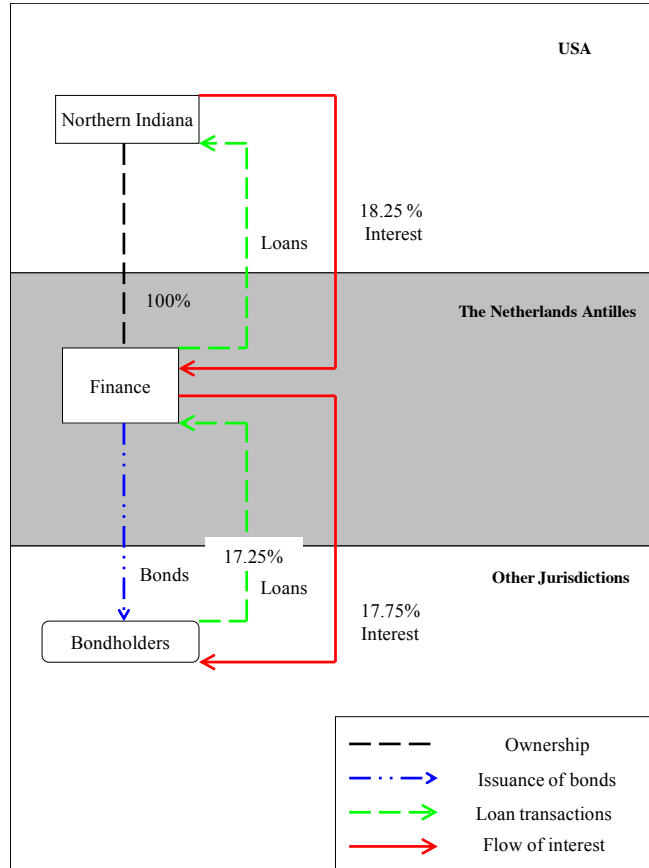 USA
Northern Indiana
18.25 %
Interest
Loans
100%
The Netherlands Antilles
Finance
17.25%
Bonds
Loans
Other Jurisdictions
17.75%
Interest
Bondholders
Ownership
Issuance of bonds
Loan transactions
Flow of interest